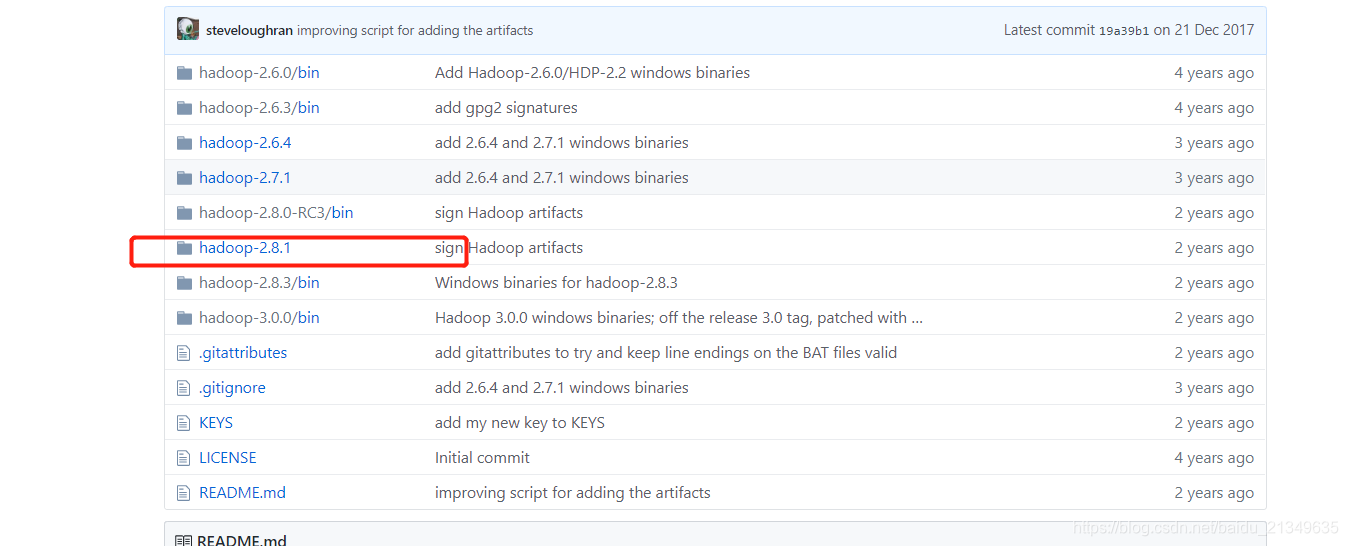 steveloughran improving script for adding the artifacts Latest commit 19a39b1 on 21 Dec 2017
hadoop-2.6.0/bin Add Hadoop-2.6.0/HDP-2.2 windows binaries 4 years ago
hadoop-2.6.3/bin add gpg2 signatures 4 years ago
hadoop-2.6.4 add 2.6.4 and 2.7.1 windows binaries 3 years ago
hadoop-2.7.1 add 2.6.4 and 2.7.1 windows binaries 3 years ago
hadoop-2.8.0-RC3/bin sign Hadoop artifacts 2 years ago
hadoop-2.8.1 sign Hadoop artifacts 2 years ago
hadoop-2.8.3/bin Windows binaries for hadoop-2.8.3 2 years ago
hadoop-3.0.0/bin Hadoop 3.0.0 windows binaries; off the release 3.0 tag, patched with ... 2 years ago
.gitattributes add gitattributes to try and keep line endings on the BAT files valid 2 years ago
.gitignore add 2.6.4 and 2.7.1 windows binaries 3 years ago
KEYS add my new key to KEYS 2 years ago
LICENSE Initial commit 4 years ago
README.md improving script for adding the artifacts 2 years ago
README.md
https://blog.csdn.net/baidu_21349635